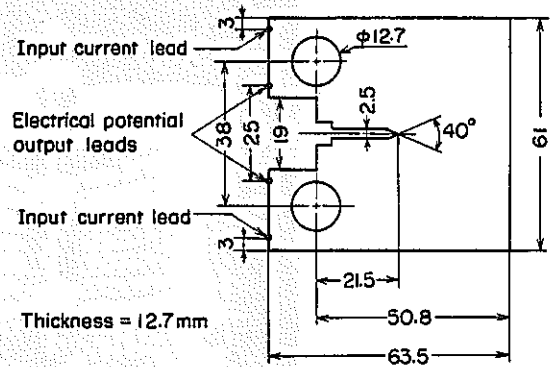 3
Input current lead
φ12.7
2.5
Electrical potential
output leads
38
25
19
40°
61
Input current lead
3
21.5
Thickness = 12.7mm
50.8
63.5